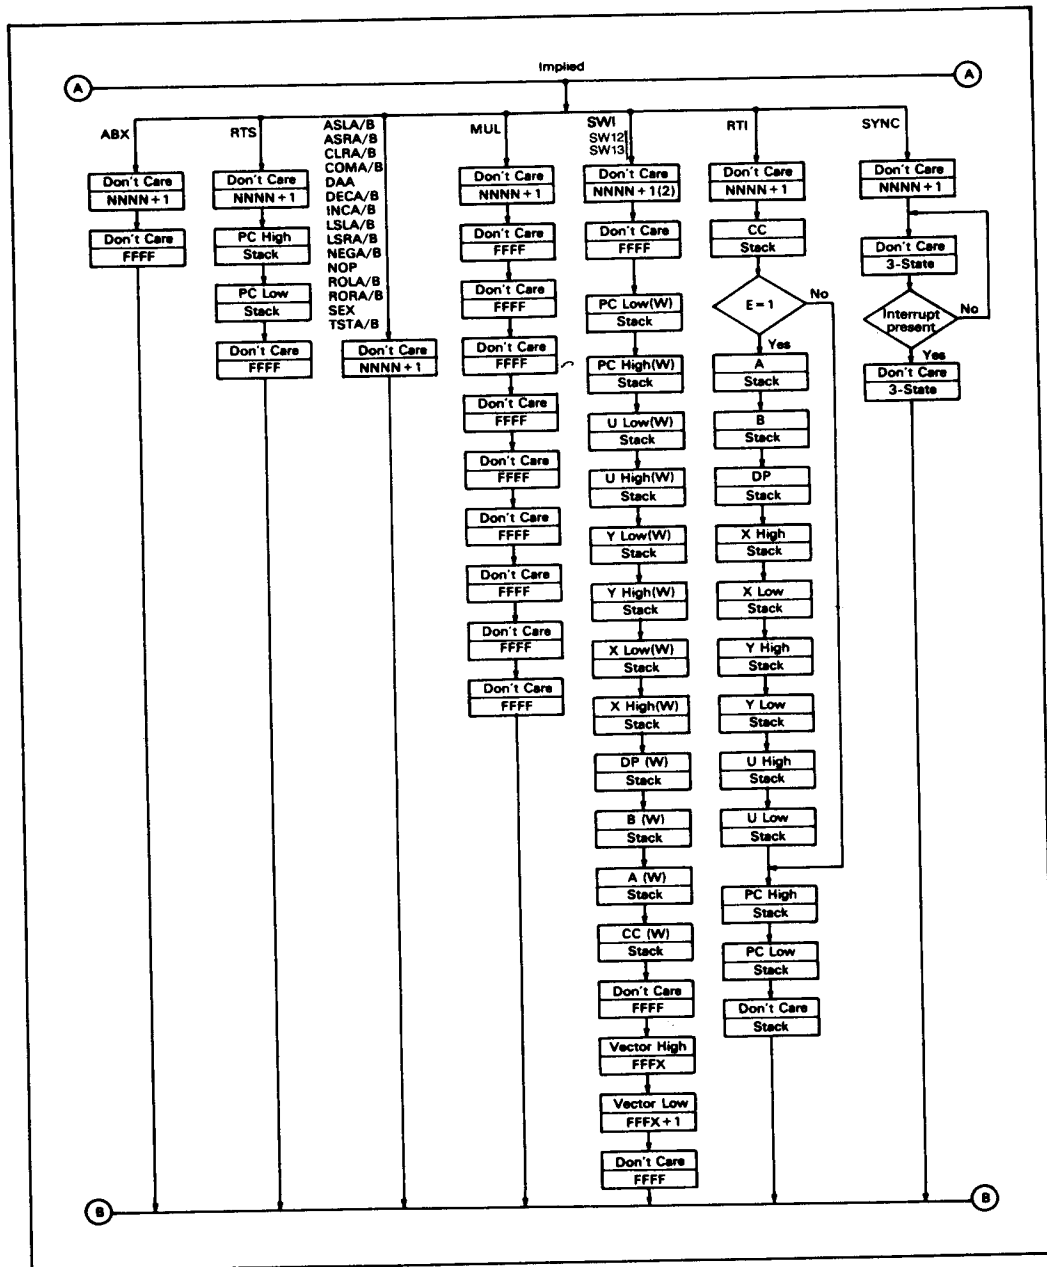 Implied
A
A
ABX
Don't Care
NNNN+1
Don't Care
FFFF
RTS
Don't Care
NNNN+1
PC High
Stack
PC Low
Stack
Don't Care
FFFF
ASLA/B
ASRA/B
CLRA/B
COMA/B
DAA
DECA/B
INCA/B
LSLA/B
LSRA/B
NEGA/B
NOP
ROLA/B
RORA/B
SEX
TSTA/B
Don't Care
NNNN+1
MUL
Don't Care
NNNN+1
Don't Care
FFFF
Don't Care
FFFF
Don't Care
FFFF
Don't Care
FFFF
Don't Care
FFFF
Don't Care
FFFF
Don't Care
FFFF
Don't Care
FFFF
Don't Care
FFFF
SWI
SW12
SW13
Don't Care
NNNN+1(2)
Don't Care
FFFF
PC Low(W)
Stack
PC High(W)
Stack
U Low(W)
Stack
U High(W)
Stack
Y Low(W)
Stack
Y High(W)
Stack
X Low(W)
Stack
X High(W)
Stack
DP (W)
Stack
B (W)
Stack
A (W)
Stack
CC (W)
Stack
Don't Care
FFFF
Vector High
FFFX
Vector Low
FFFX+1
Don't Care
FFFF
RTI
Don't Care
NNNN+1
CC
Stack
E=1
No
Yes
A
Stack
B
Stack
DP
Stack
X High
Stack
X Low
Stack
Y High
Stack
Y Low
Stack
U High
Stack
U Low
Stack
PC High
Stack
PC Low
Stack
Don't Care
Stack
SYNC
Don't Care
NNNN+1
Don't Care
3-State
Interrupt
present
No
Yes
Don't Care
3-State
B
B